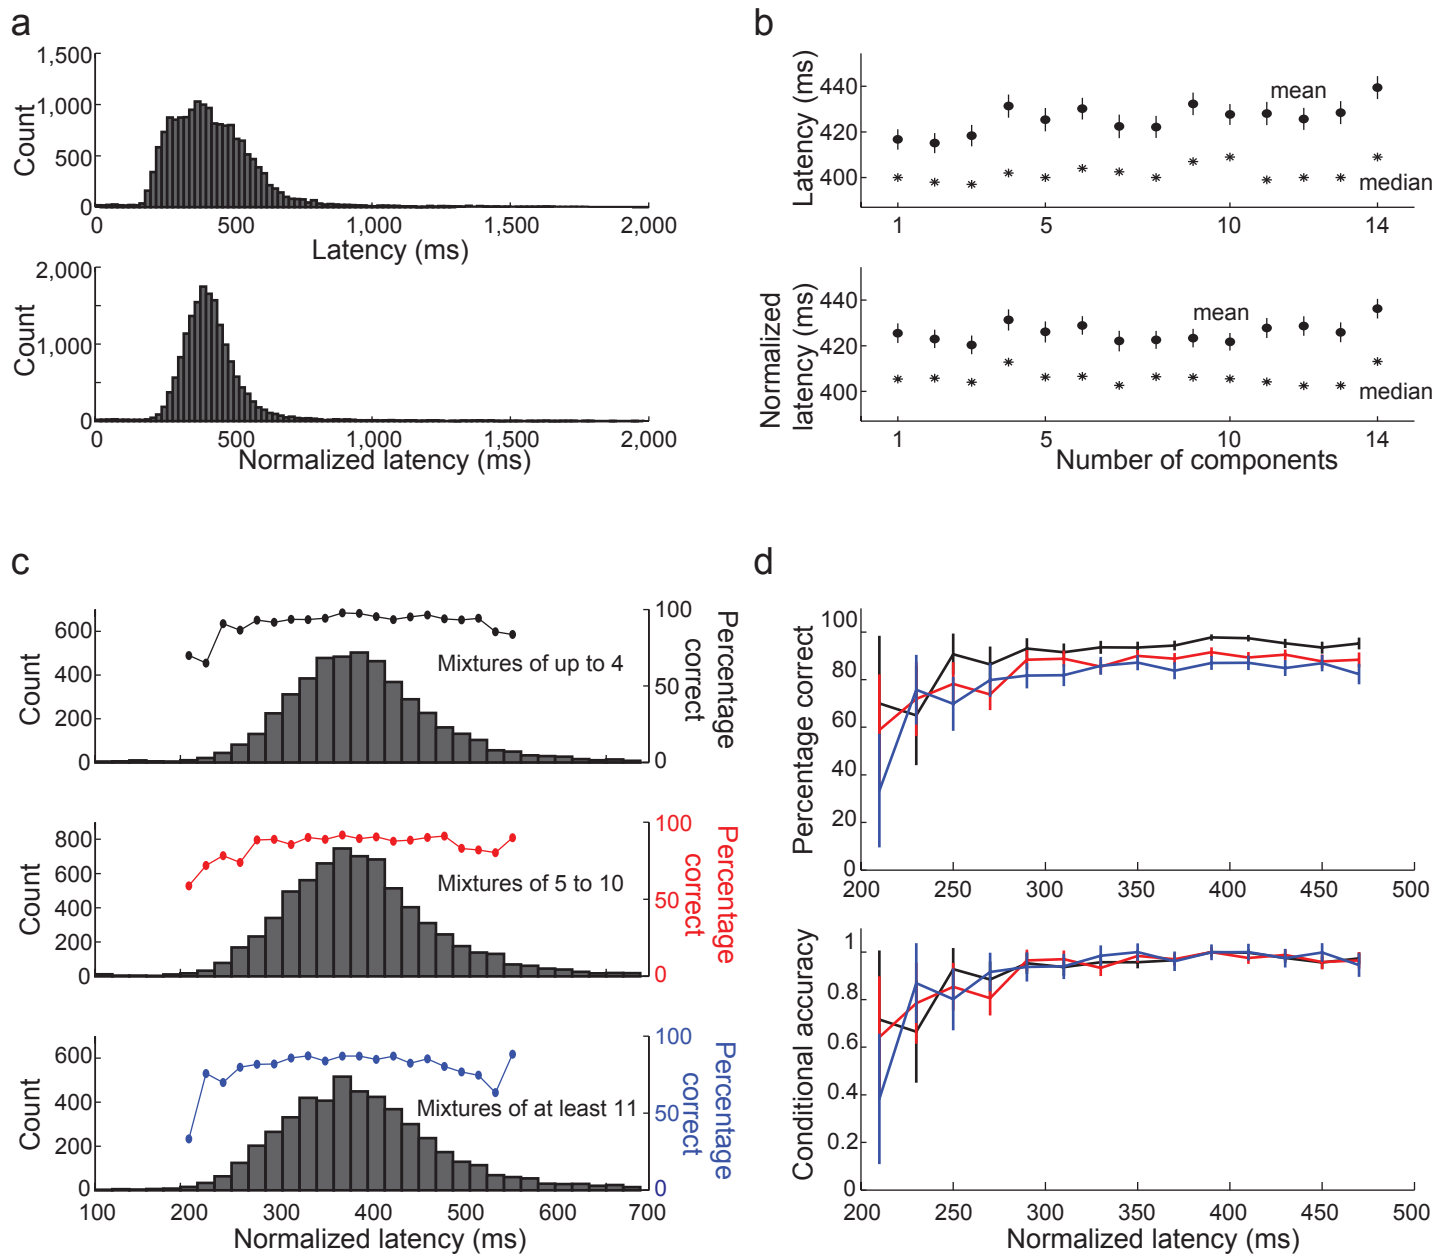 a
1,500
1,000
500
0
Count
0 500 1,000 1,500 2,000
Latency (ms)
2,000
1,000
0
Count
0 500 1,000 1,500 2,000
Normalized latency (ms)
b
440
420
400
Latency (ms)
mean
median
1 5 10 14
440
420
400
Normalized
latency (ms)
mean
median
1 5 10 14
Number of components
c
600
400
200
0
Count
Mixtures of up to 4
100
50
0
Percentage
correct
800
600
400
200
0
Count
Mixtures of 5 to 10
100
50
0
Percentage
correct
600
400
200
0
Count
Mixtures of at least 11
100
50
0
Percentage
correct
100 200 300 400 500 600 700
Normalized latency (ms)
d
100
80
60
40
20
0
Percentage correct
200 250 300 350 400 450 500
1
0.8
0.6
0.4
0.2
0
Conditional accuracy
200 250 300 350 400 450 500
Normalized latency (ms)